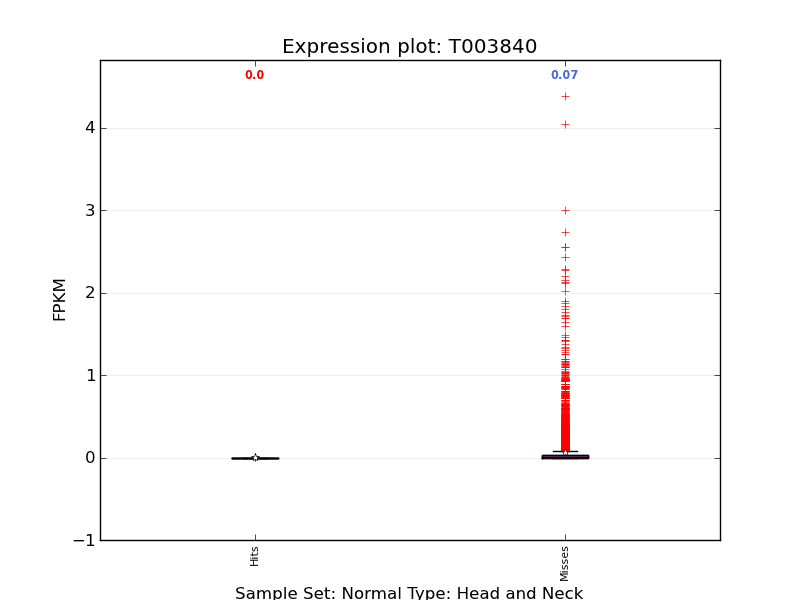 Expression plot: T003840
0.0
0.07
4
3
2
1
0
−1
FPKM
Hits
Misses
Sample Set: Normal Type: Head and Neck